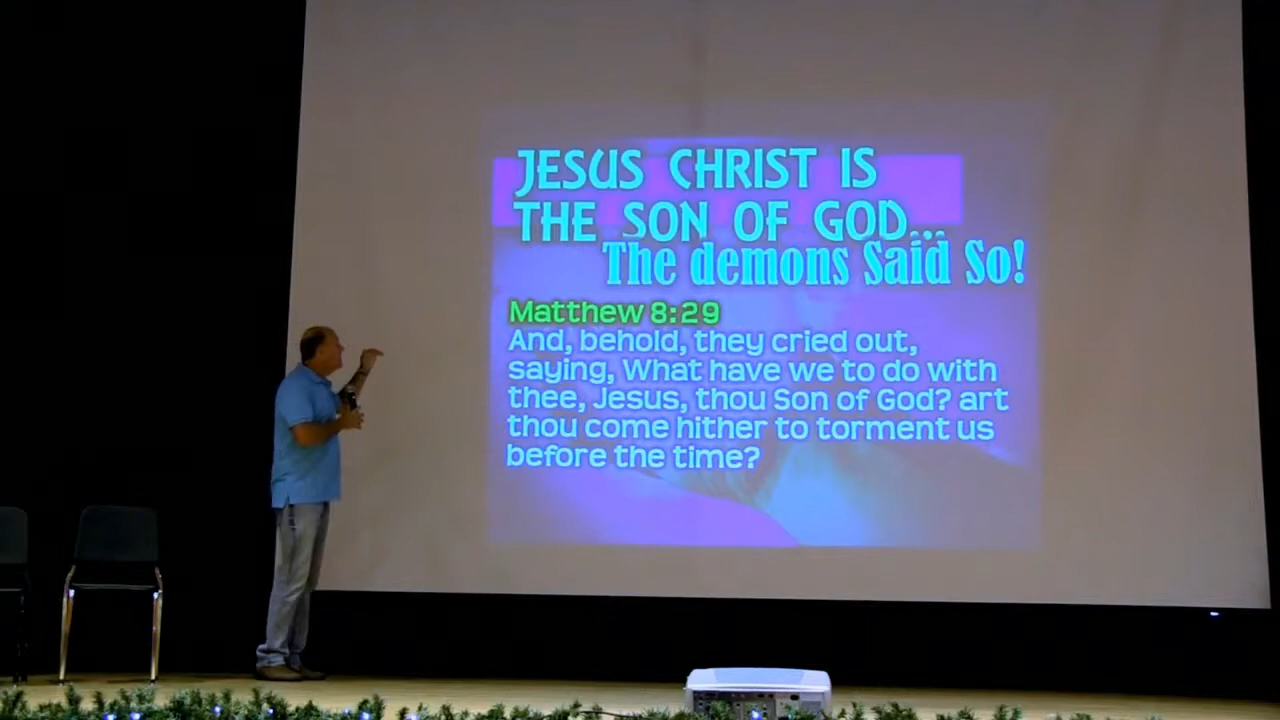 JESUS CHRIST IS
THE SON OF GOD...
The demons Said So!
Matthew 8:29
And, behold, they cried out,
saying, What have we to do with
thee, Jesus, thou Son of God? art
thou come hither to torment us
before the time?